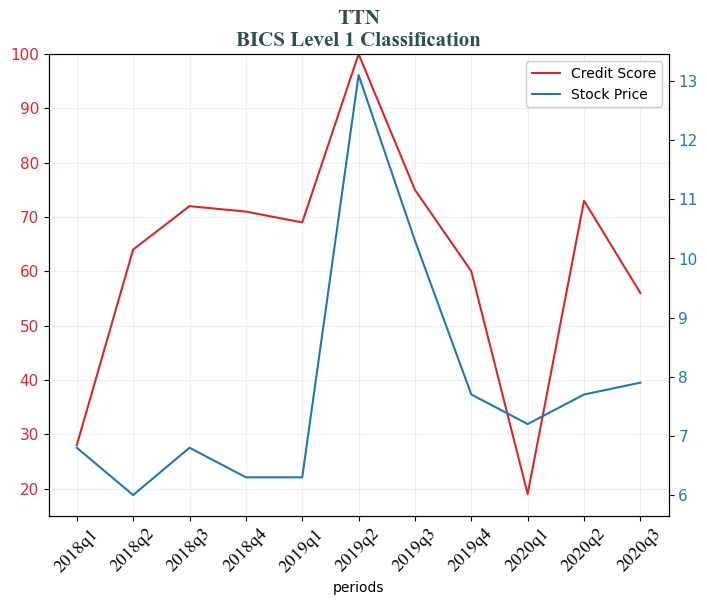 TTN
BICS Level 1 Classification
Credit Score
Stock Price
100
90
80
70
60
50
40
30
20
13
12
11
10
9
8
7
6
2018q1
2018q2
2018q3
2018q4
2019q1
2019q2
2019q3
2019q4
2020q1
2020q2
2020q3
periods